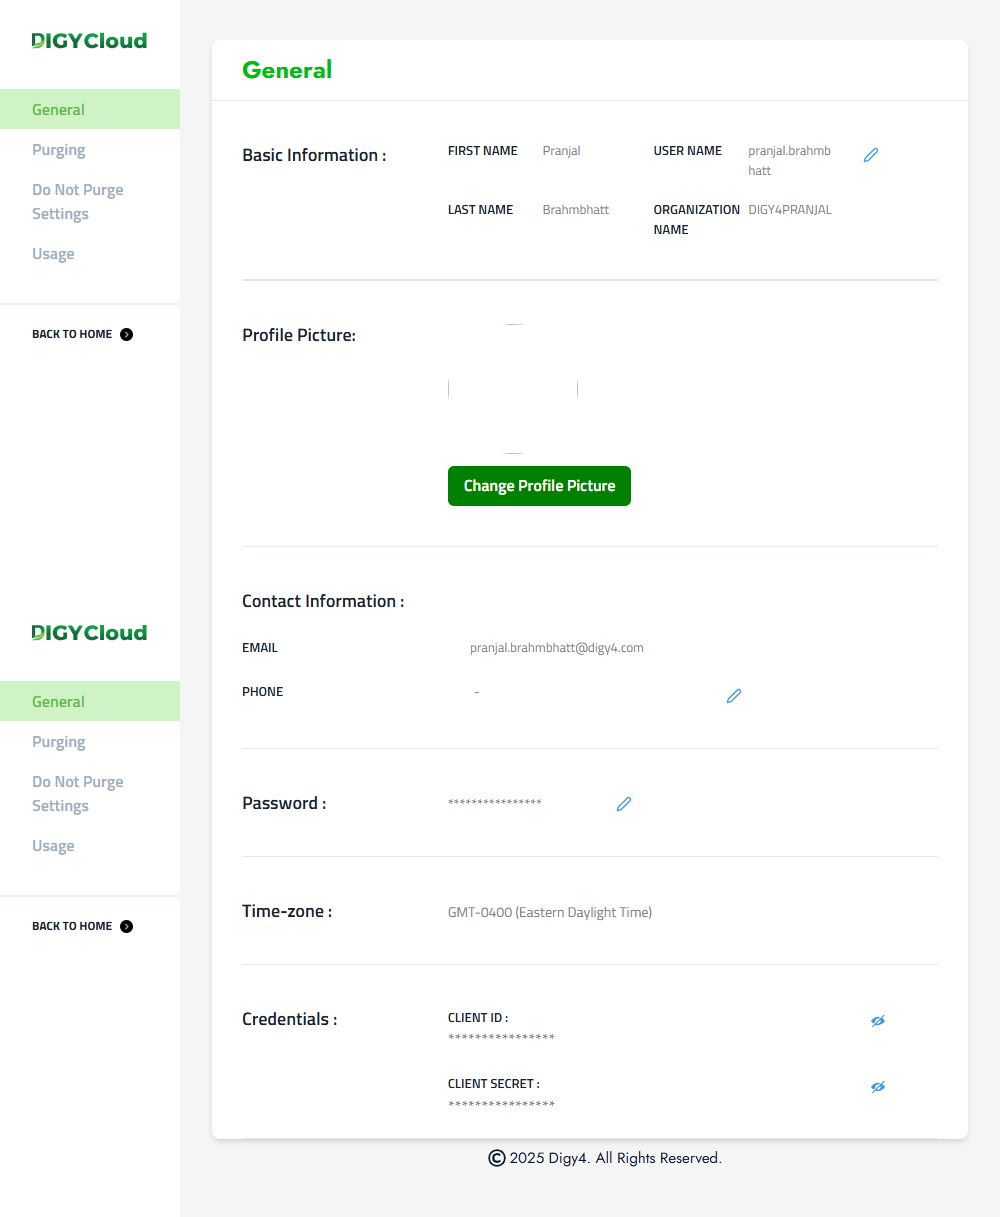 DIGYCloud
General
Purging
Do Not Purge
Settings
Usage
BACK TO HOME
General
Basic Information :
FIRST NAME Pranjal
USER NAME pranjal.brahmb
hatt
LAST NAME Brahmbhatt
ORGANIZATION DIGY4PRANJAL
NAME
Profile Picture:
Change Profile Picture
Contact Information :
EMAIL pranjal.brahmbhatt@digy4.com
PHONE -
Password : ****************
Time-zone : GMT-0400 (Eastern Daylight Time)
Credentials :
CLIENT ID :
****************
CLIENT SECRET :
****************
DIGYCloud
General
Purging
Do Not Purge
Settings
Usage
BACK TO HOME
© 2025 Digy4. All Rights Reserved.